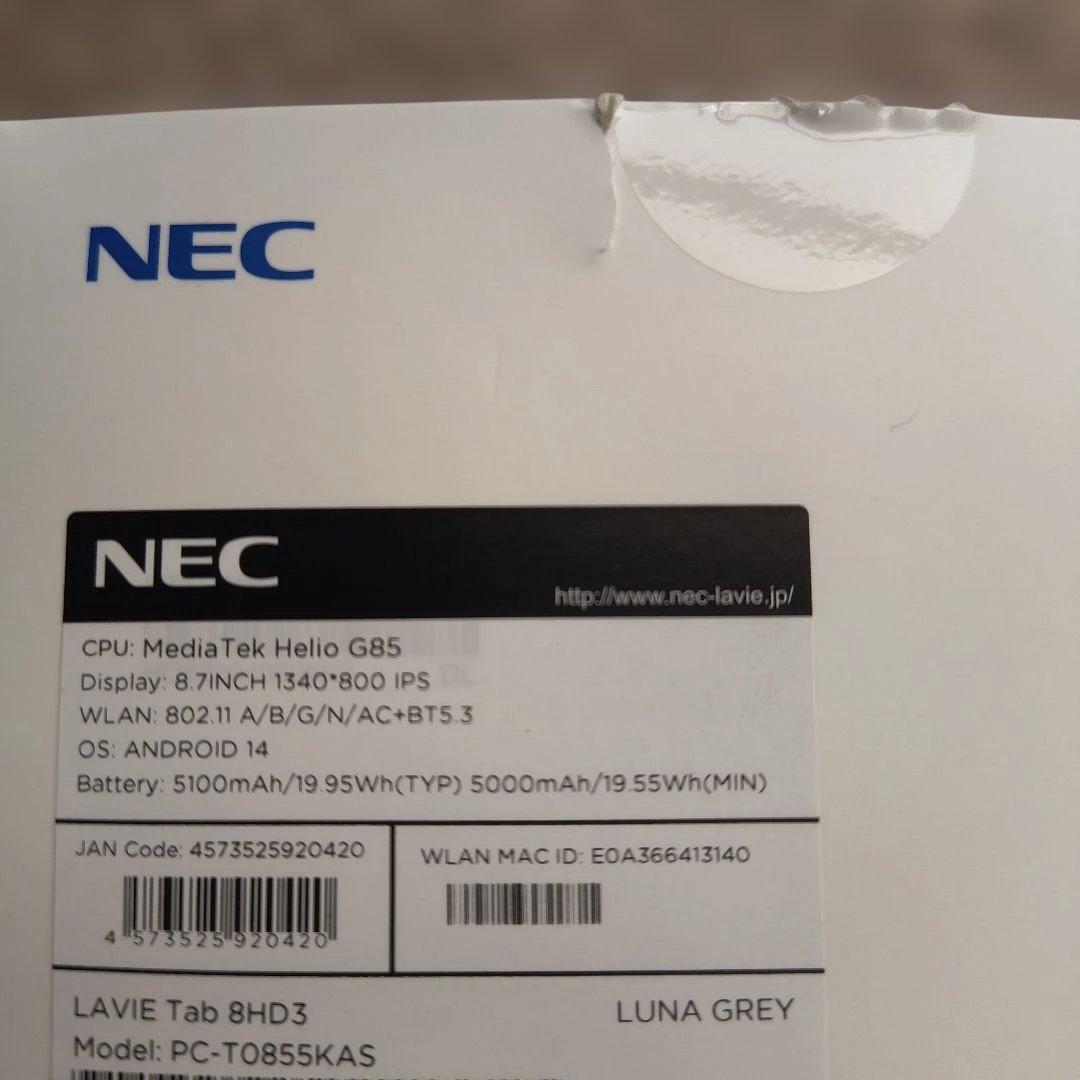 NEC
NEC
http://www.nec-lavie.jp/
CPU: MediaTek Helio G85
Display: 8.7INCH 1340*800 IPS
WLAN: 802.11 A/B/G/N/AC+BT5.3
OS: ANDROID 14
Battery: 5100mAh/19.95Wh(TYP) 5000mAh/19.55Wh(MIN)
JAN Code: 4573525920420
WLAN MAC ID: E0A366413140
4 573525 920420
LAVIE Tab 8HD3
LUNA GREY
Model: PC-T0855KAS